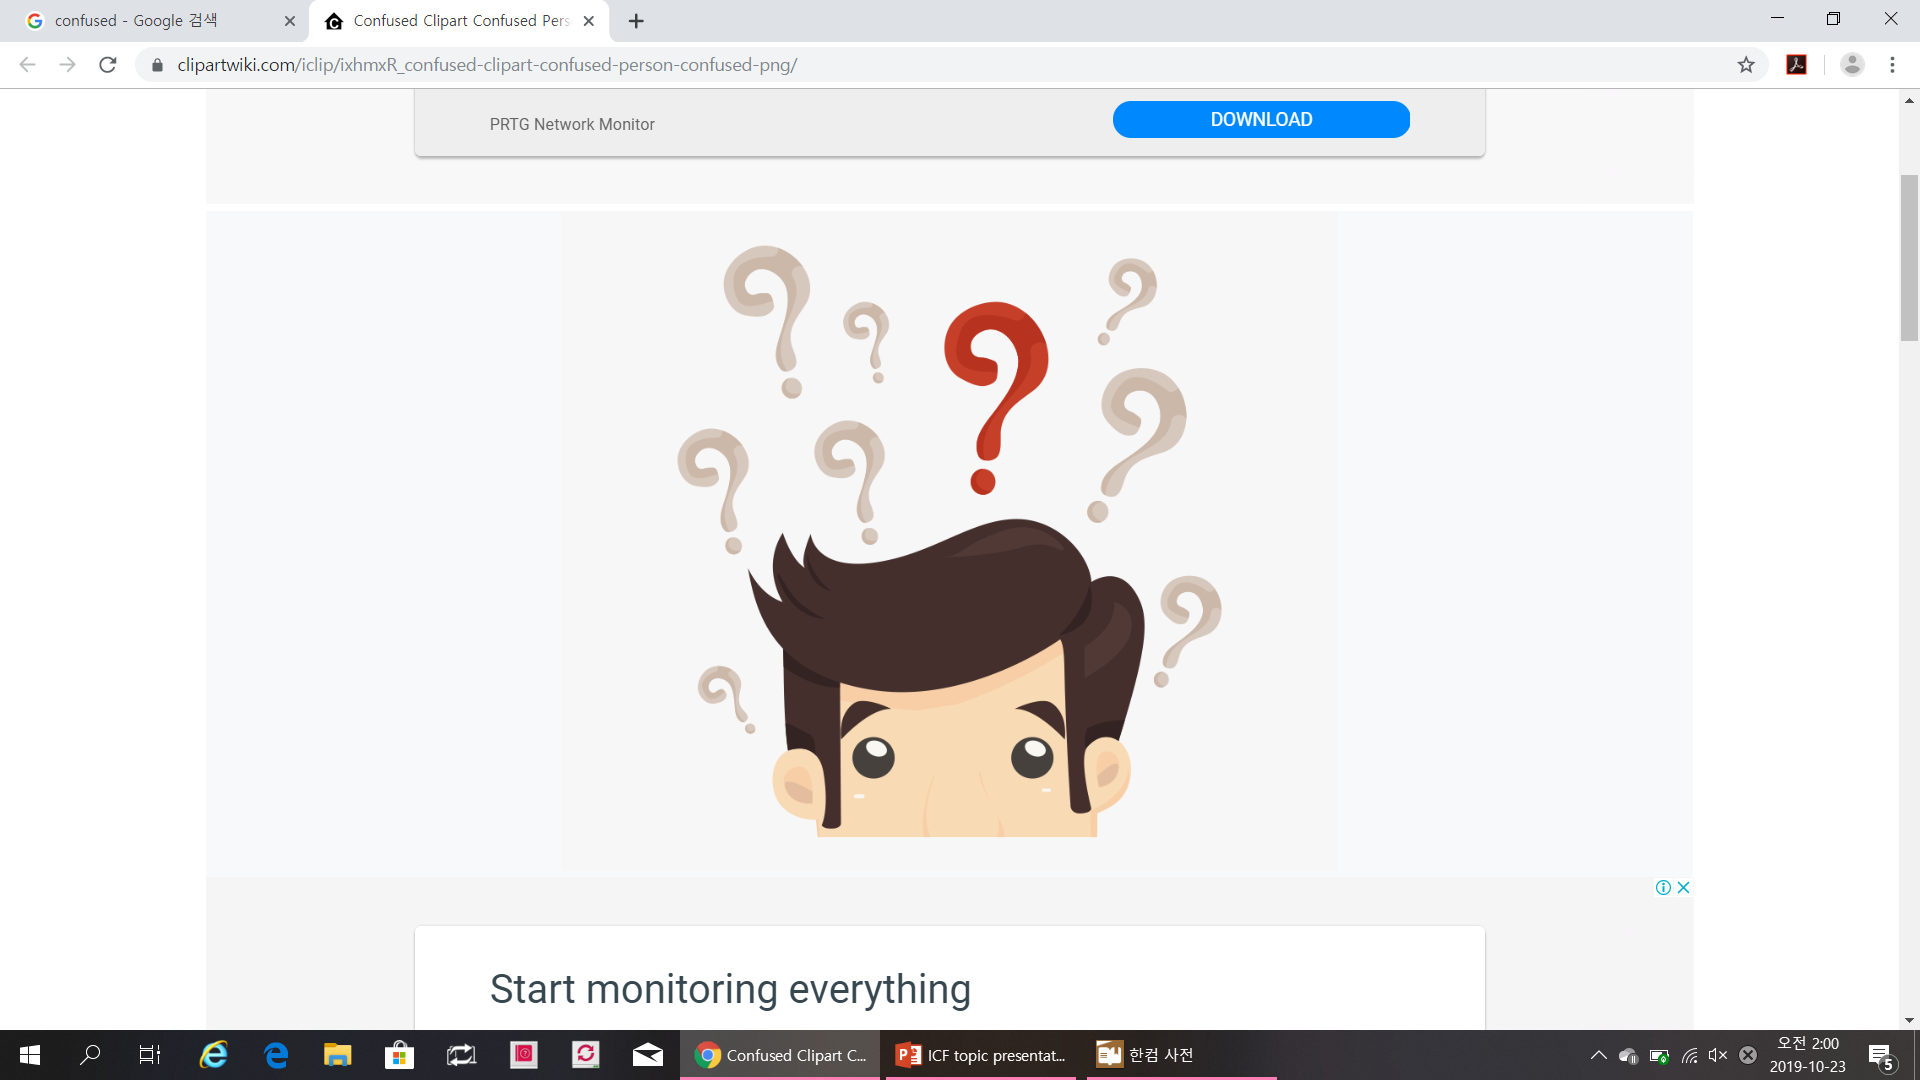 confused - Google 검색
Confused Clipart Confused Pers
clipartwiki.com/iclip/ixhmxR_confused-clipart-confused-person-confused-png/
PRTG Network Monitor
DOWNLOAD
? ? ? ? ? ? ? ? ?
Start monitoring everything
Confused Clipart C...
ICF topic presentat...
한컴 사전
오전 2:00
2019-10-23
5